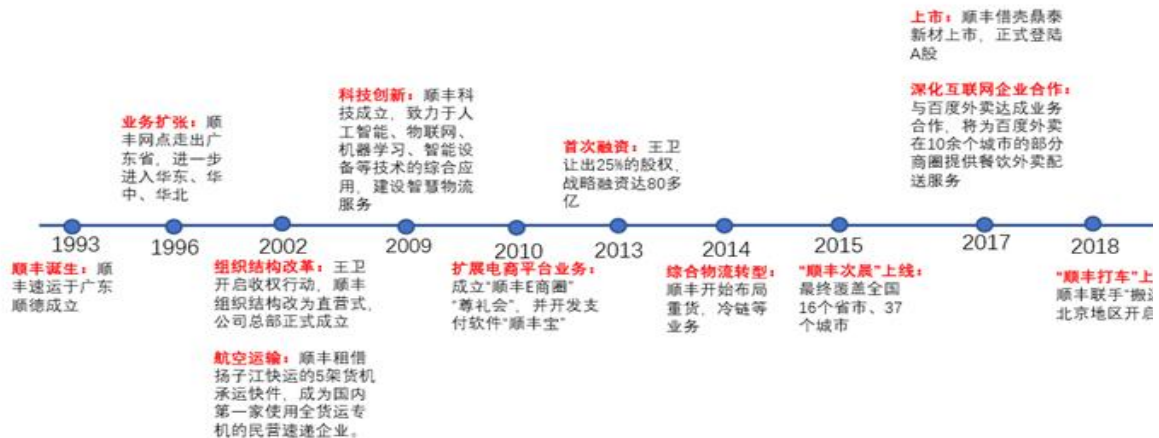 上市：顺丰借壳鼎泰
新材上市，正式登陆
A股
深化互联网企业合作：
与百度外卖达成业务
合作，将为百度外卖
在10余个城市的部分
商圈提供餐饮外卖配
送服务
科技创新：顺丰科
技成立，致力于人
工智能、物联网、
机器学习、智能设
备等技术的综合应
用，建设智慧物流
服务
业务扩张：顺
丰网点走出广
东省，进一步
进入华东、华
中、华北
首次融资：王卫
让出25%的股权，
战略融资达80多
亿
1993
1996
2002
2009
2010
2013
2014
2015
2017
2018
顺丰诞生：顺
丰速运于广东
顺德成立
组织结构改革：王卫
开启收权行动，顺丰
组织结构改为直营式，
公司总部正式成立
航空运输：顺丰租借
扬子江快运的5架货机
承运快件，成为国内
第一家使用全货运专
机的民营速递企业。
扩展电商平台业务：
成立“顺丰E商圈”
“尊礼会”，并开发支
付软件“顺丰宝”
综合物流转型：
顺丰开始布局
重货，冷链等
业务
“顺丰次晨”上线：
最终覆盖全国
16个省市、37
个城市
“顺丰打车”上
顺丰联手“搬运
北京地区开启